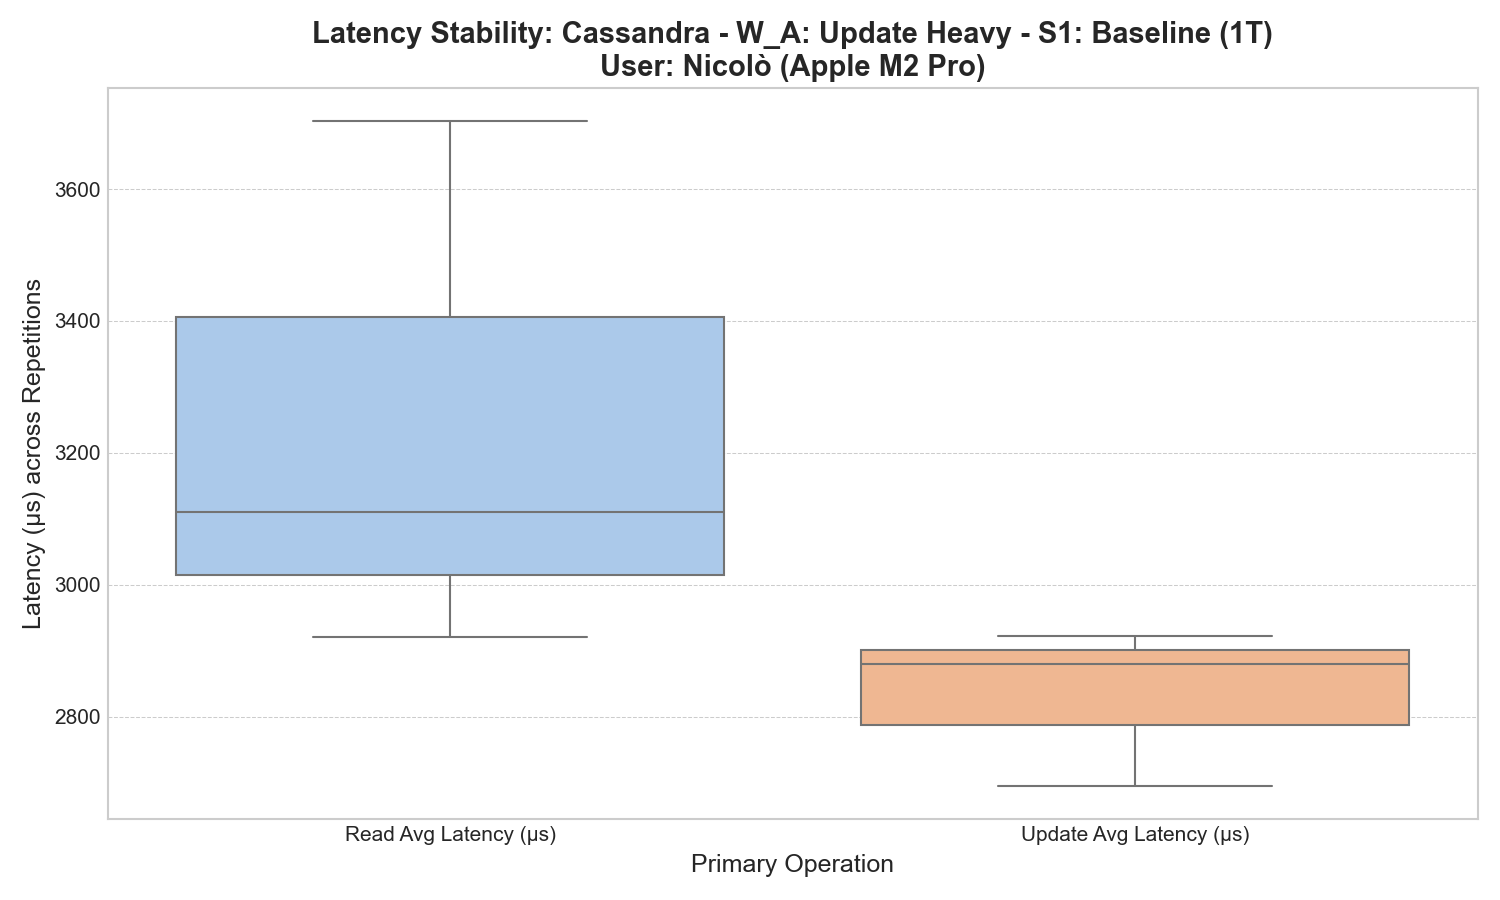 Latency Stability: Cassandra - W_A: Update Heavy - S1: Baseline (1T)
User: Nicolò (Apple M2 Pro)
Latency (μs) across Repetitions
3600
3400
3200
3000
2800
Read Avg Latency (μs)
Update Avg Latency (μs)
Primary Operation